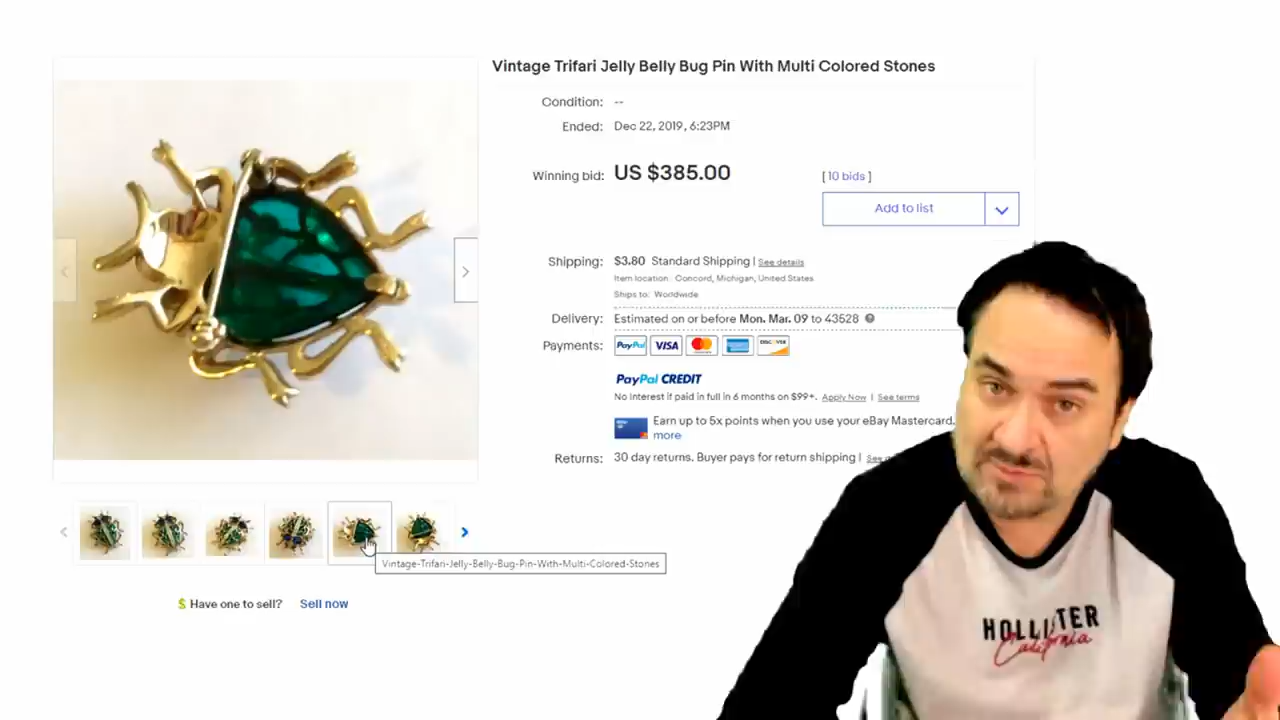 Vintage Trifari Jelly Belly Bug Pin With Multi Colored Stones
Condition: --
Ended: Dec 22, 2019, 6:23PM
Winning bid: US $385.00 [ 10 bids ]
Add to list
Shipping: $3.80 Standard Shipping | See details
Item location: Concord, Michigan, United States
Ships to: Worldwide
Delivery: Estimated on or before Mon. Mar. 09 to 43528
Payments: PayPal VISA MasterCard DISCOVER
PayPal CREDIT
No Interest if paid in full in 6 months on $99+. Apply Now | See terms
Earn up to 5x points when you use your eBay Mastercard.
more
Returns: 30 day returns. Buyer pays for return shipping | See
Vintage-Trifari-Jelly-Belly-Bug-Pin-With-Multi-Colored-Stones
$ Have one to sell? Sell now
HOLLISTER
California